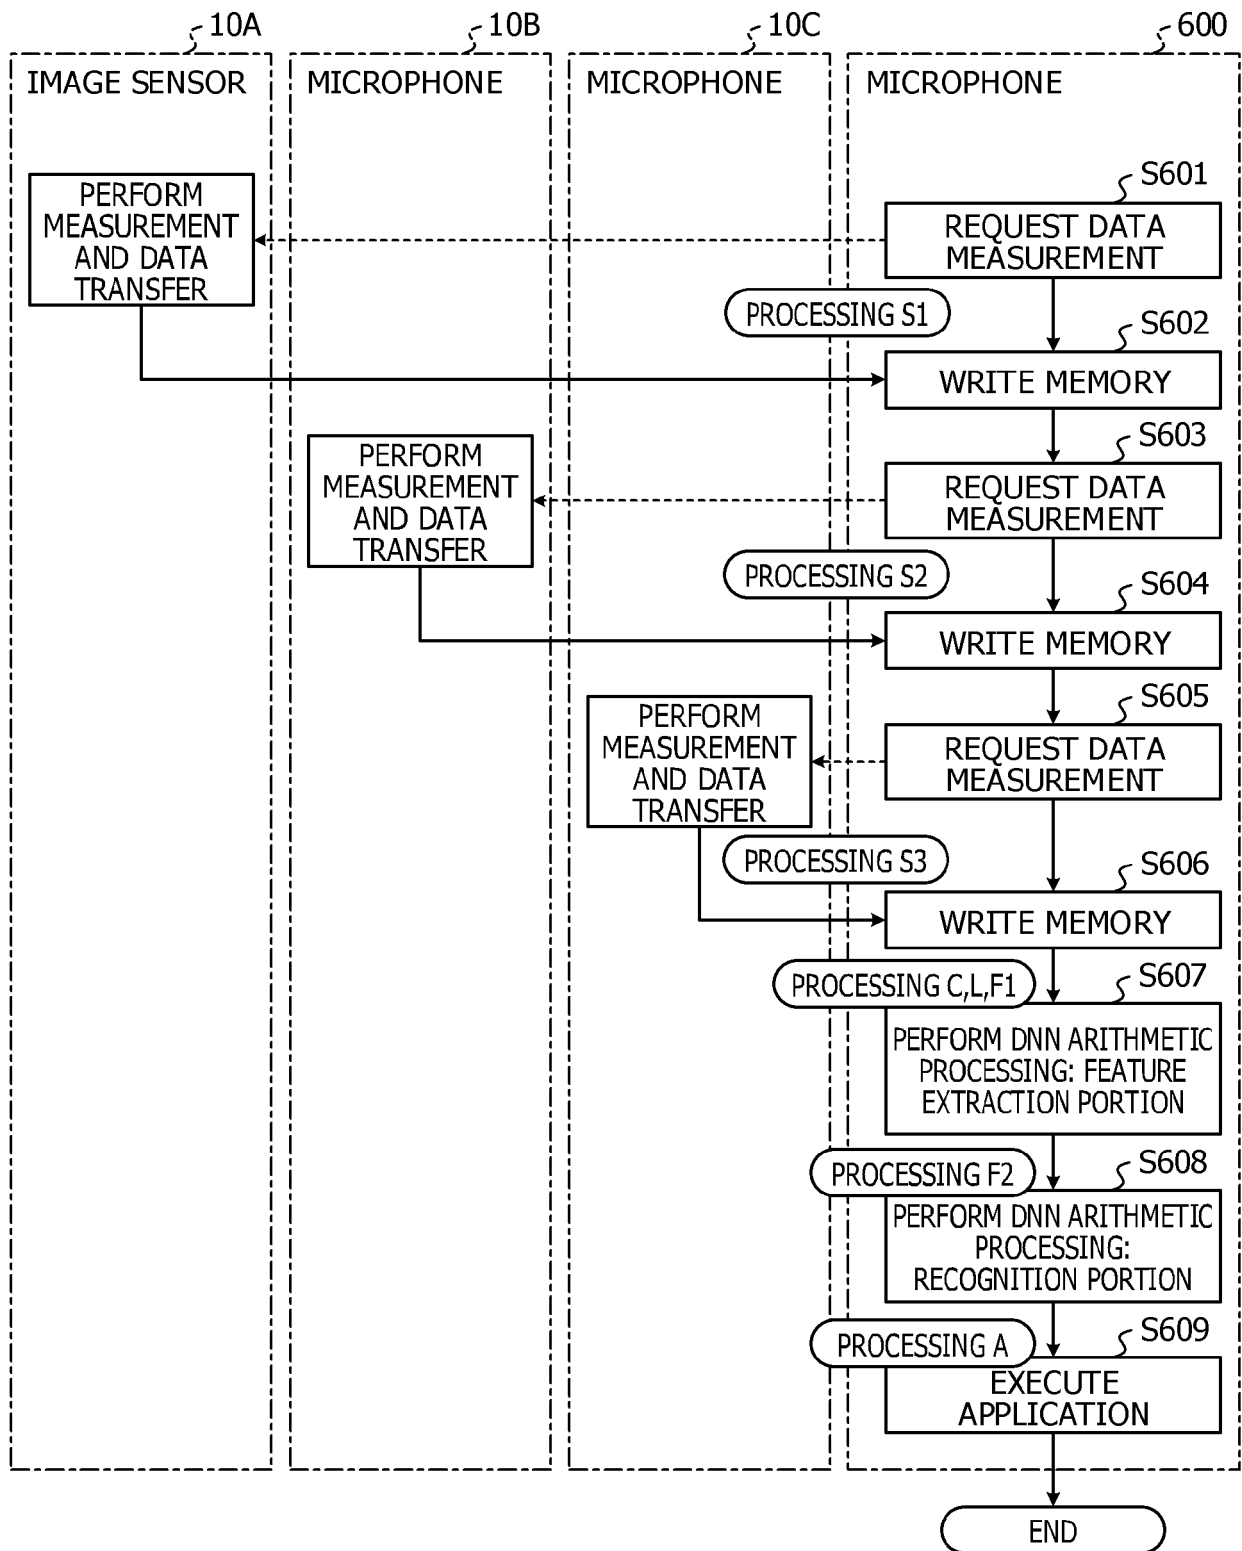 10A
10B
10C
600
IMAGE SENSOR
MICROPHONE
MICROPHONE
MICROPHONE
S601
PERFORM
MEASUREMENT
AND DATA
TRANSFER
REQUEST DATA
MEASUREMENT
PROCESSING S1
S602
WRITE MEMORY
S603
PERFORM
MEASUREMENT
AND DATA
TRANSFER
REQUEST DATA
MEASUREMENT
PROCESSING S2
S604
WRITE MEMORY
S605
PERFORM
MEASUREMENT
AND DATA
TRANSFER
REQUEST DATA
MEASUREMENT
PROCESSING S3
S606
WRITE MEMORY
PROCESSING C,L,F1
S607
PERFORM DNN ARITHMETIC
PROCESSING: FEATURE
EXTRACTION PORTION
PROCESSING F2
S608
PERFORM DNN ARITHMETIC
PROCESSING:
RECOGNITION PORTION
PROCESSING A
S609
EXECUTE
APPLICATION
END